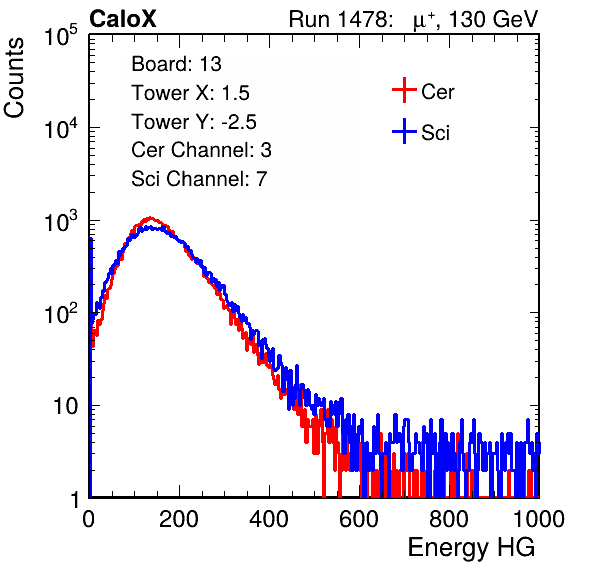 CaloX Run 1478: μ⁺, 130 GeV
Counts
Board: 13
Tower X: 1.5
Tower Y: -2.5
Cer Channel: 3
Sci Channel: 7
Cer
Sci
10⁵
10⁴
10³
10²
10
1
0 200 400 600 800 1000
Energy HG